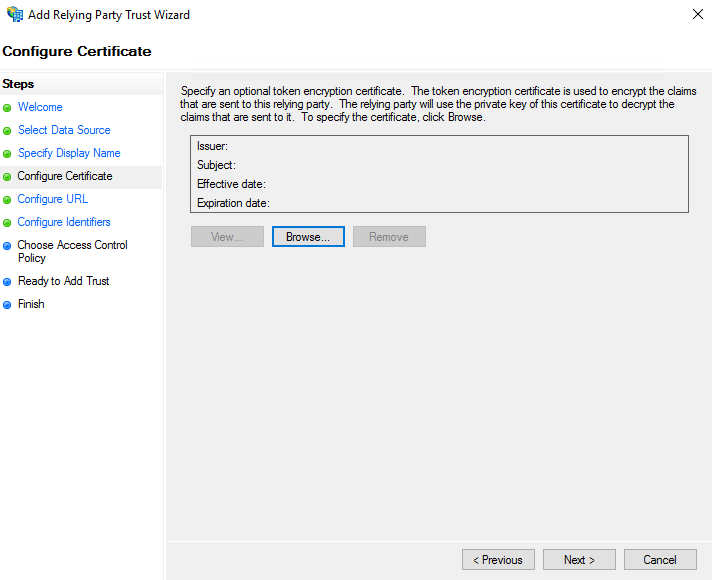 Add Relying Party Trust Wizard
Configure Certificate
Steps
Welcome
Select Data Source
Specify Display Name
Configure Certificate
Configure URL
Configure Identifiers
Choose Access Control
Policy
Ready to Add Trust
Finish
Specify an optional token encryption certificate.  The token encryption certificate is used to encrypt the claims
that are sent to this relying party.  The relying party will use the private key of this certificate to decrypt the
claims that are sent to it.  To specify the certificate, click Browse.
Issuer:
Subject:
Effective date:
Expiration date:
View... Browse... Remove
< Previous Next > Cancel